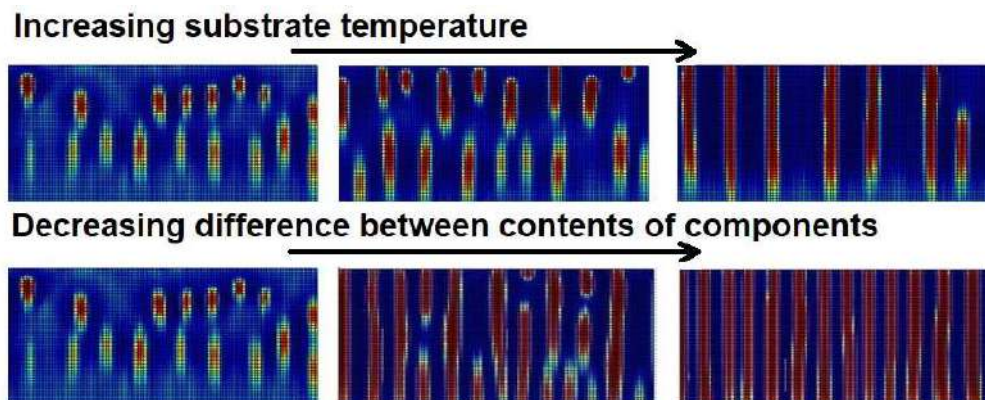 Increasing substrate temperature
Decreasing difference between contents of components